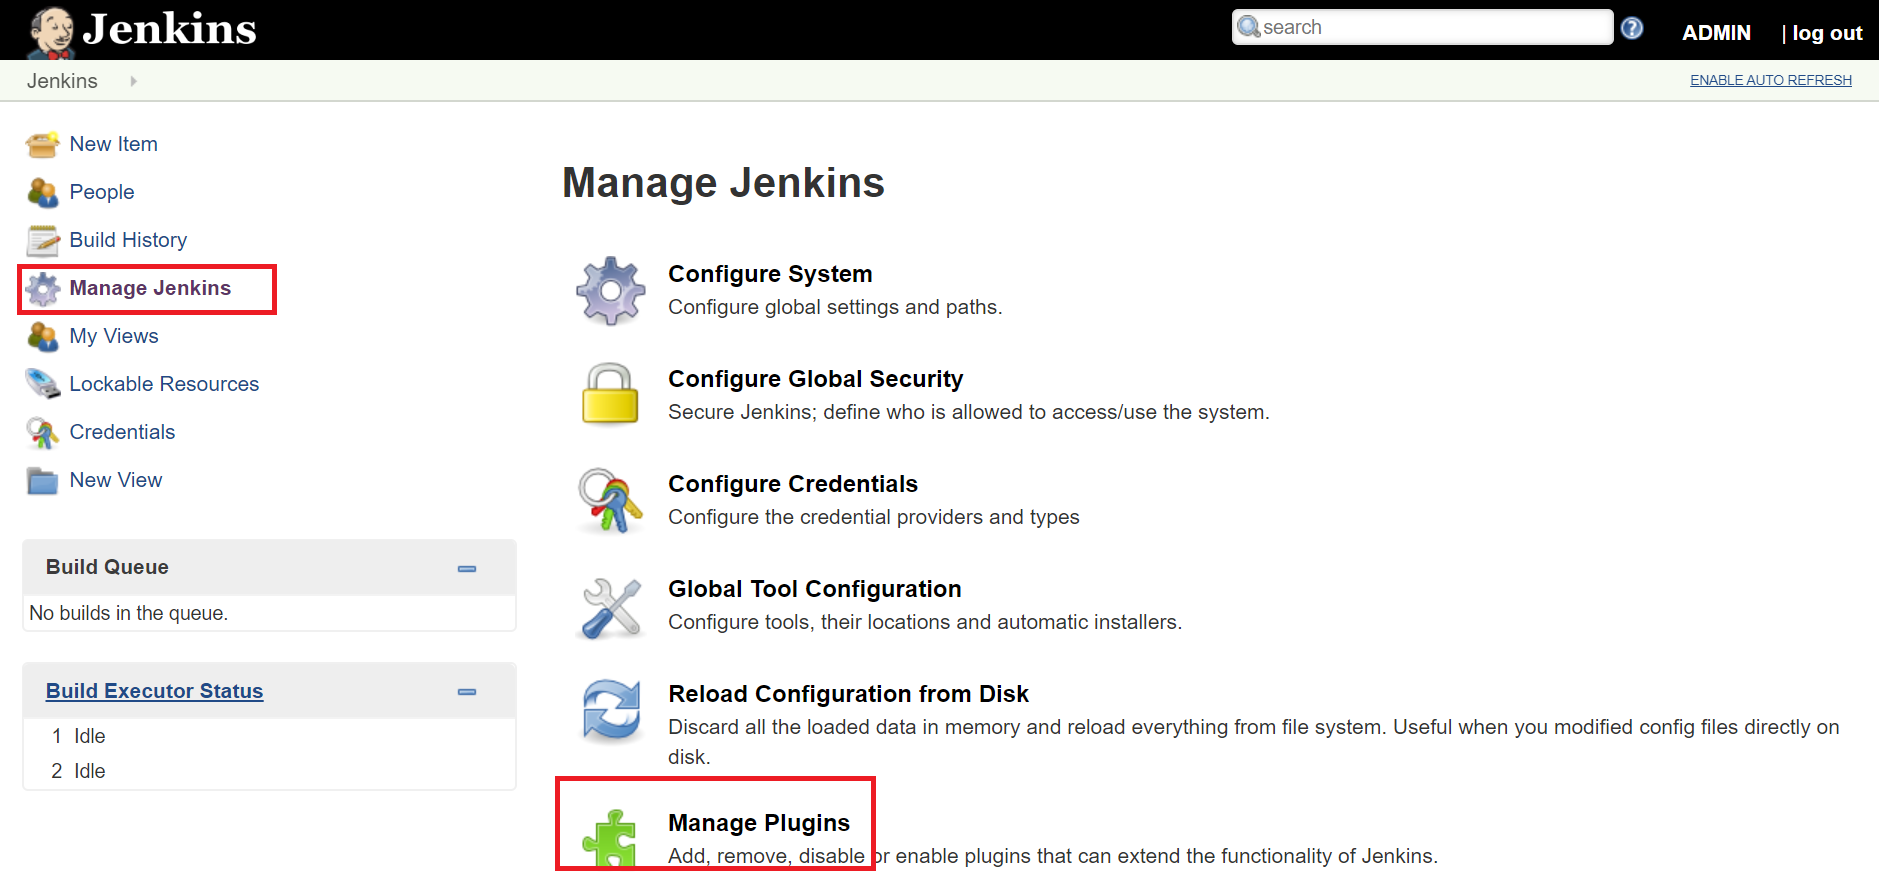 Jenkins
search
ADMIN
| log out
Jenkins
ENABLE AUTO REFRESH
New Item
People
Build History
Manage Jenkins
My Views
Lockable Resources
Credentials
New View
Build Queue
No builds in the queue.
Build Executor Status
1 Idle
2 Idle
Manage Jenkins
Configure System
Configure global settings and paths.
Configure Global Security
Secure Jenkins; define who is allowed to access/use the system.
Configure Credentials
Configure the credential providers and types
Global Tool Configuration
Configure tools, their locations and automatic installers.
Reload Configuration from Disk
Discard all the loaded data in memory and reload everything from file system. Useful when you modified config files directly on
disk.
Manage Plugins
Add, remove, disable or enable plugins that can extend the functionality of Jenkins.